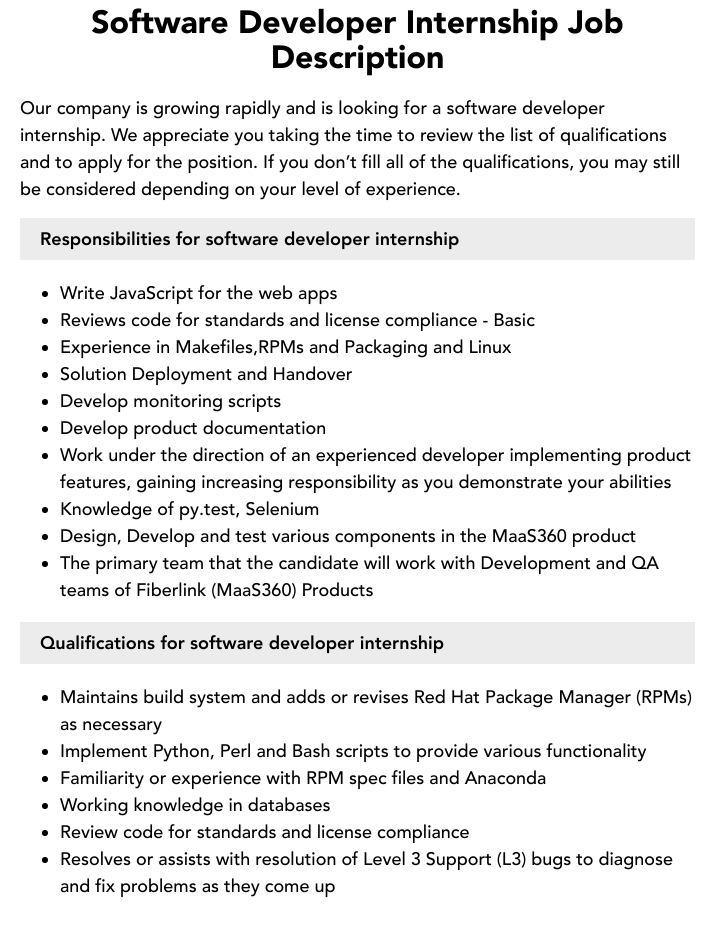 Software Developer Internship Job
Description
Our company is growing rapidly and is looking for a software developer
internship. We appreciate you taking the time to review the list of qualifications
and to apply for the position. If you don’t fill all of the qualifications, you may still
be considered depending on your level of experience.
Responsibilities for software developer internship
• Write JavaScript for the web apps
• Reviews code for standards and license compliance - Basic
• Experience in Makefiles,RPMs and Packaging and Linux
• Solution Deployment and Handover
• Develop monitoring scripts
• Develop product documentation
• Work under the direction of an experienced developer implementing product
features, gaining increasing responsibility as you demonstrate your abilities
• Knowledge of py.test, Selenium
• Design, Develop and test various components in the MaaS360 product
• The primary team that the candidate will work with Development and QA
teams of Fiberlink (MaaS360) Products
Qualifications for software developer internship
• Maintains build system and adds or revises Red Hat Package Manager (RPMs)
as necessary
• Implement Python, Perl and Bash scripts to provide various functionality
• Familiarity or experience with RPM spec files and Anaconda
• Working knowledge in databases
• Review code for standards and license compliance
• Resolves or assists with resolution of Level 3 Support (L3) bugs to diagnose
and fix problems as they come up